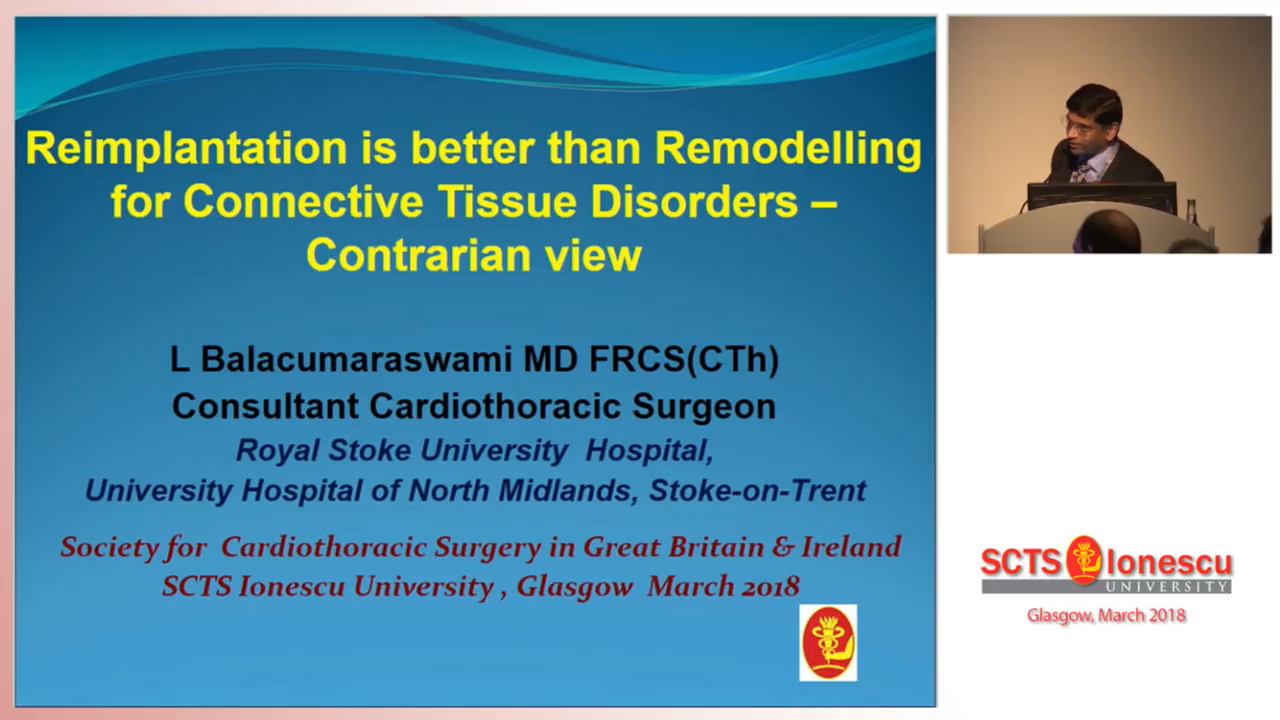 Reimplantation is better than Remodelling
for Connective Tissue Disorders –
Contrarian view
L Balacumaraswami MD FRCS(CTh)
Consultant Cardiothoracic Surgeon
Royal Stoke University Hospital,
University Hospital of North Midlands, Stoke-on-Trent
Society for Cardiothoracic Surgery in Great Britain & Ireland
SCTS Ionescu University , Glasgow March 2018
SCTS Ionescu
UNIVERSITY
Glasgow, March 2018